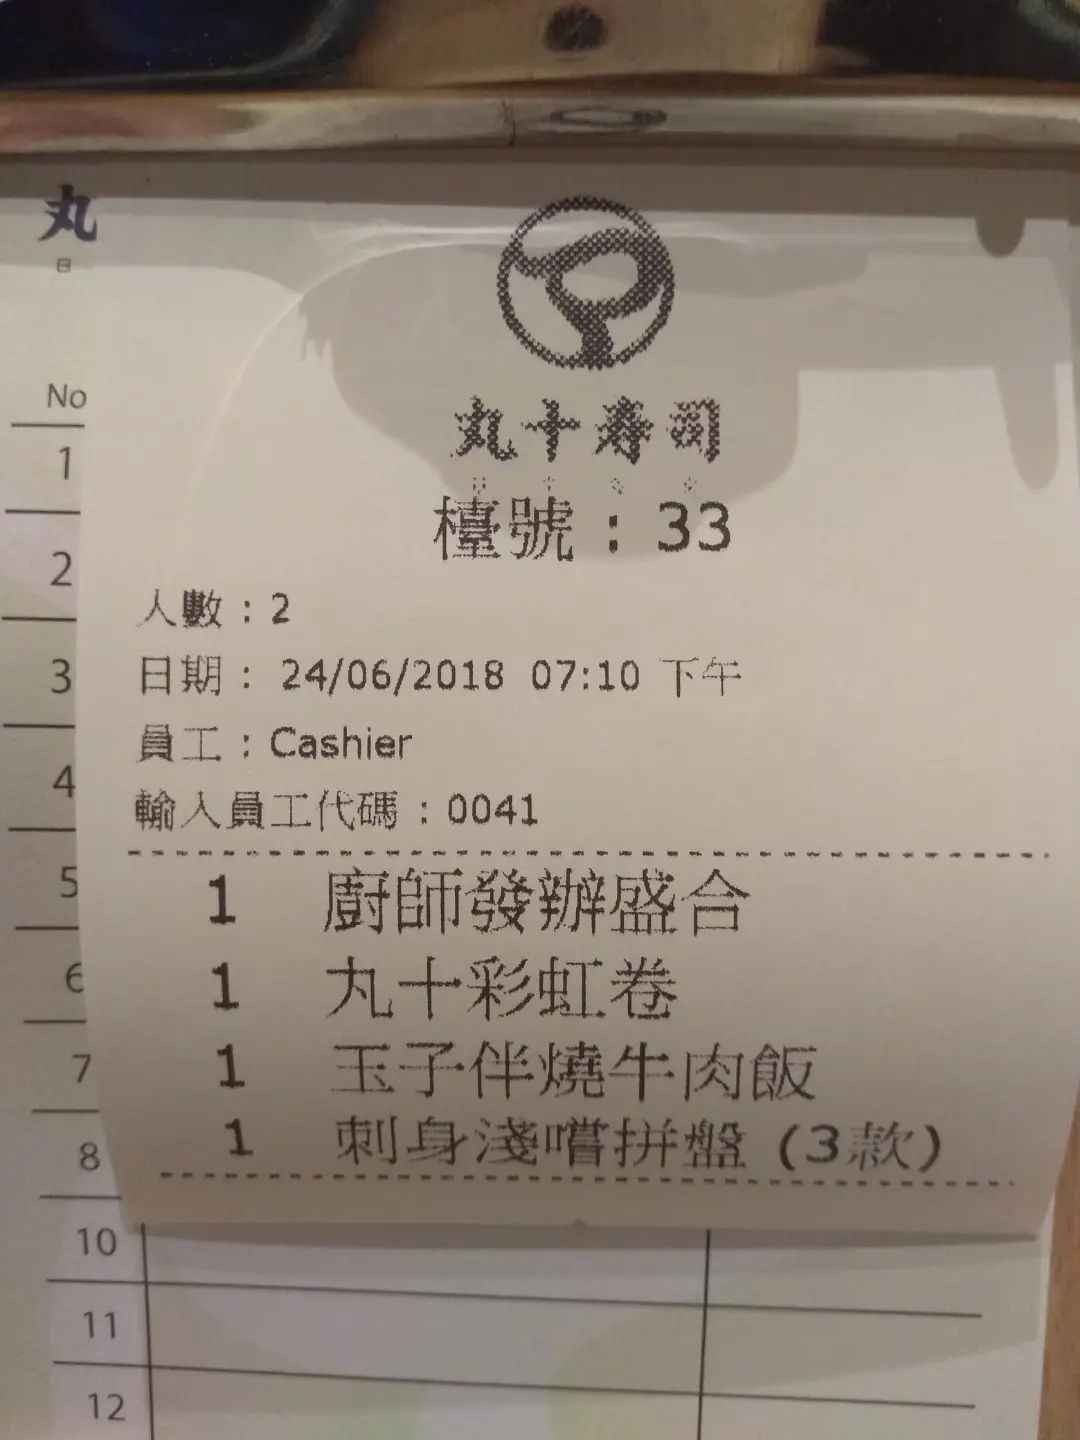 丸
日
No
1
2
3
4
5
6
7
8
10
11
12
丸十寿司
檯號：33
人數：2
日期： 24/06/2018 07:10 下午
員工：Cashier
輸入員工代碼：0041
1 廚師發辦盛合
1 丸十彩虹卷
1 玉子伴燒牛肉飯
1 刺身淺嚐拼盤 (3款)